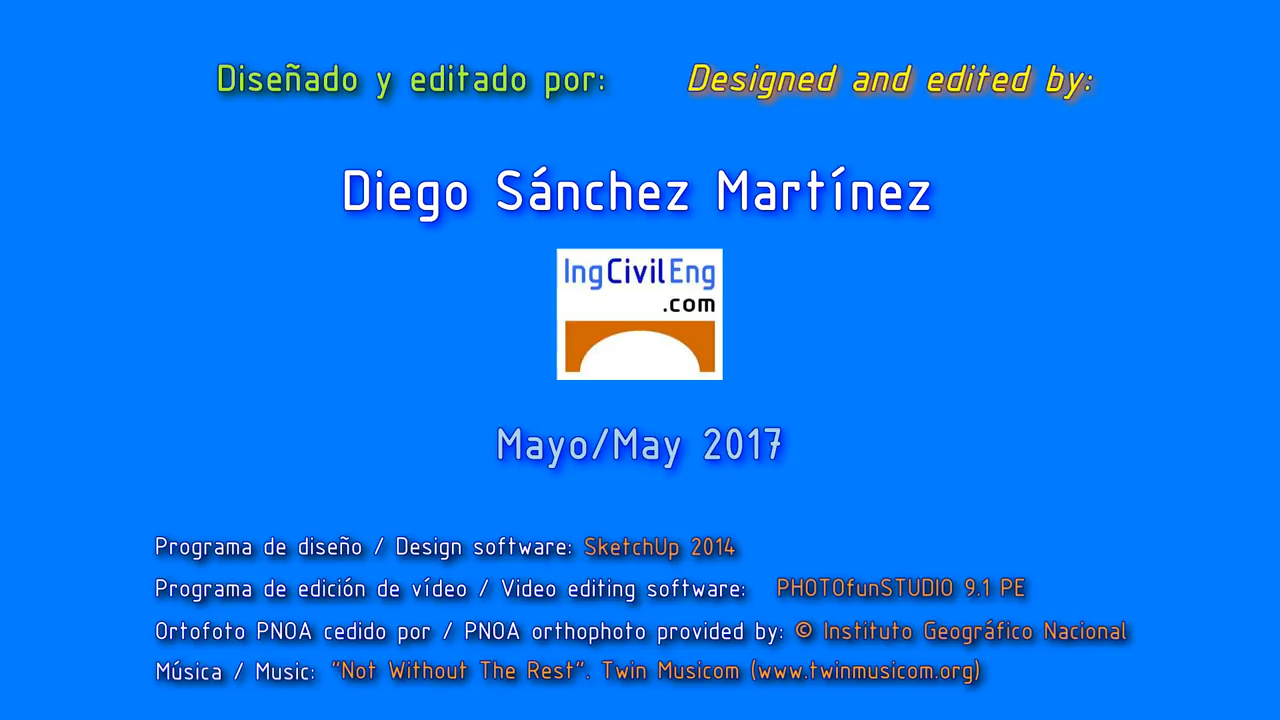 Diseñado y editado por: Designed and edited by:
Diego Sánchez Martínez
IngCivilEng
.com
Mayo/May 2017
Programa de diseño / Design software: SketchUp 2014
Programa de edición de vídeo / Video editing software: PHOTOfunSTUDIO 9.1 PE
Ortofoto PNOA cedido por / PNOA orthophoto provided by: © Instituto Geográfico Nacional
Música / Music: "Not Without The Rest". Twin Musicom (www.twinmusicom.org)